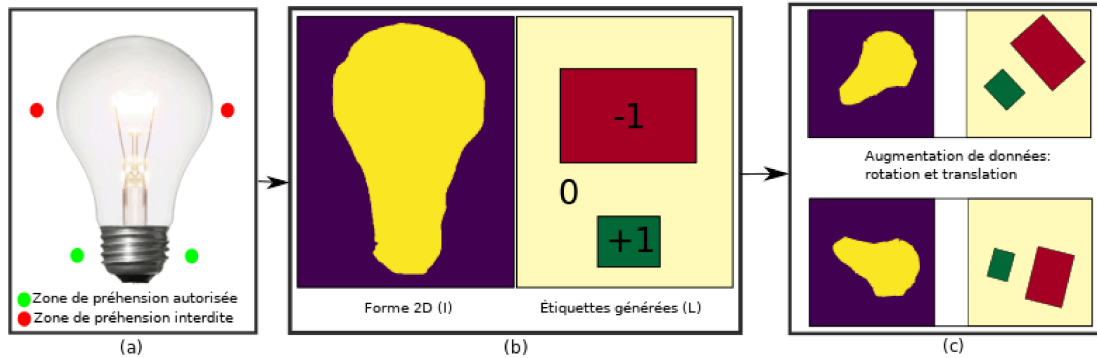 Zone de préhension autorisée
Zone de préhension interdite
(a)
-1
0
+1
Forme 2D (I)
Étiquettes générées (L)
(b)
Augmentation de données:
rotation et translation
(c)